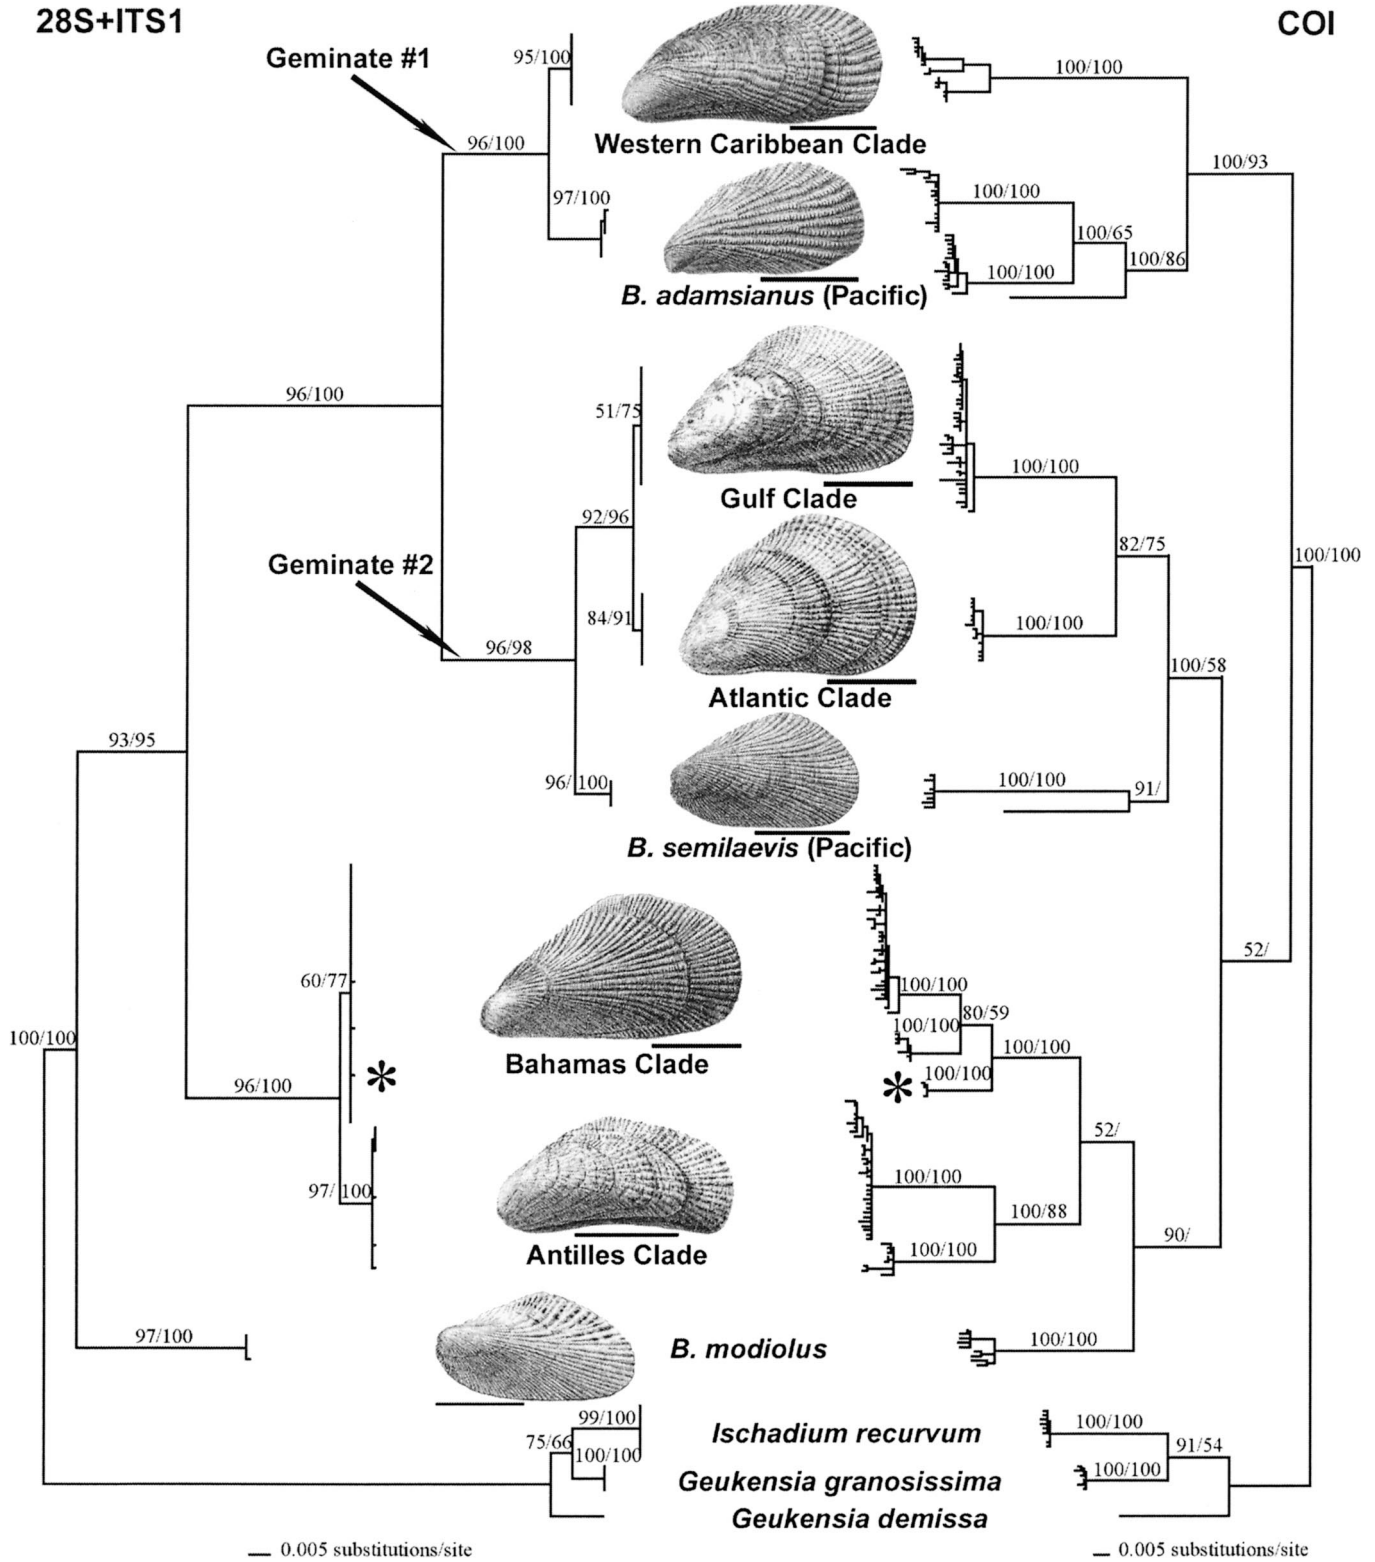 28S+ITS1
COI
Geminate #1
95/100
100/100
Western Caribbean Clade
96/100
100/93
97/100
100/100
100/65
100/86
100/100
B. adamsianus (Pacific)
96/100
51/75
Gulf Clade
100/100
92/96
82/75
100/100
Geminate #2
84/91
100/100
96/98
100/58
Atlantic Clade
93/95
96/ 100
100/100
91/
B. semilaevis (Pacific)
52/
60/77
100/100
80/59
100/100
100/100
100/100
Bahamas Clade
*
100/100
*
96/100
52/
97/ 100
100/100
100/88
90/
100/100
Antilles Clade
97/100
B. modiolus
100/100
99/100
Ischadium recurvum
100/100
75/66
91/54
100/100
Geukensia granosissima
100/100
Geukensia demissa
0.005 substitutions/site
0.005 substitutions/site